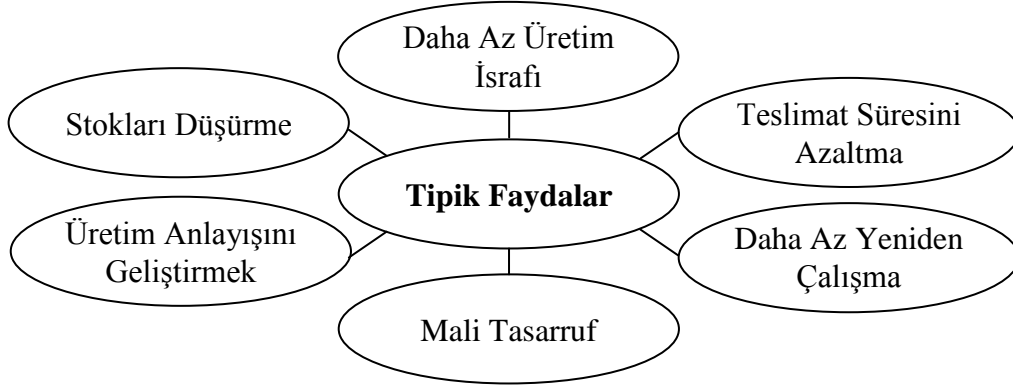 Daha Az Üretim
İsrafı
Stokları Düşürme
Teslimat Süresini
Azaltma
Tipik Faydalar
Üretim Anlayışını
Geliştirmek
Daha Az Yeniden
Çalışma
Mali Tasarruf